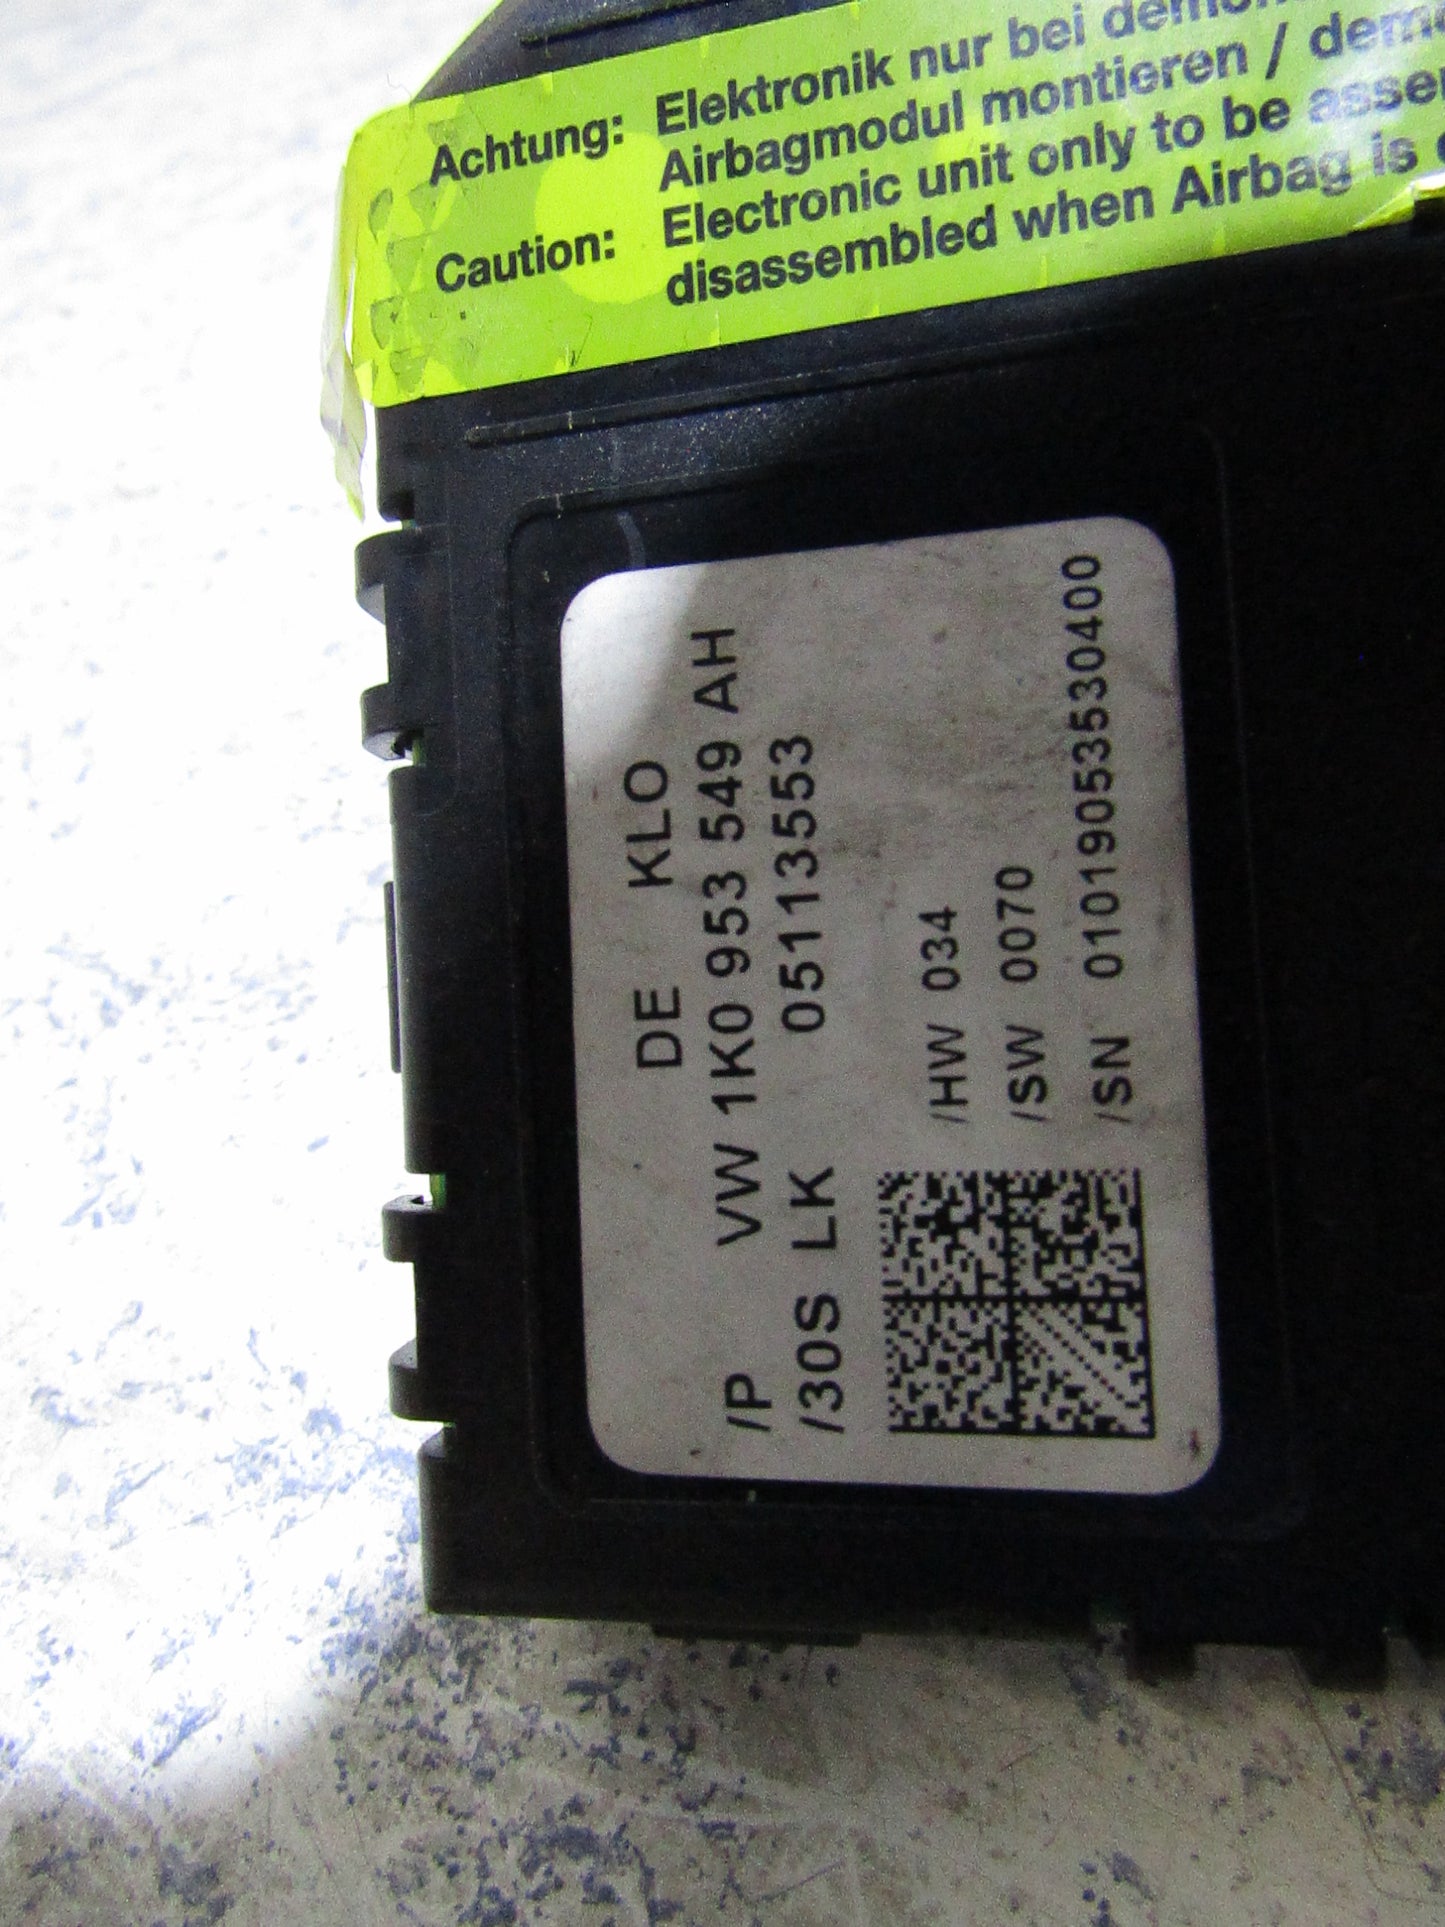 Achtung: Elektronik nur bei
Airbagmodul montieren /
Caution: Electronic unit only to be
disassembled when Airbag is
DE KLO
/P VW 1K0 953 549 AH
/30S LK 05113553
/HW 034
/SW 0070
/SN 01019053530400